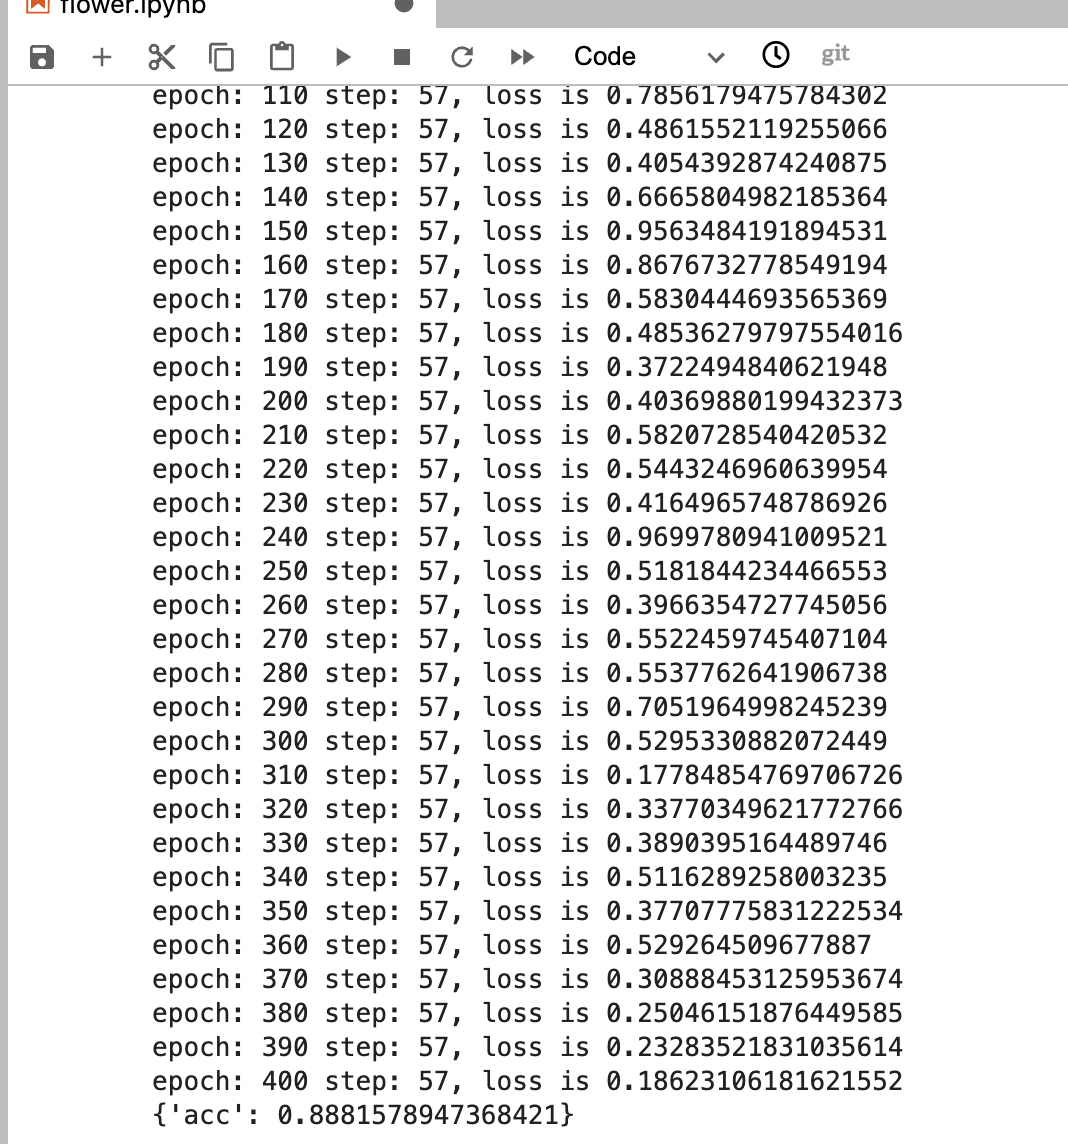 flower.ipynb
Code git
epoch: 110 step: 57, loss is 0.7856179475784302
epoch: 120 step: 57, loss is 0.4861552119255066
epoch: 130 step: 57, loss is 0.4054392874240875
epoch: 140 step: 57, loss is 0.6665804982185364
epoch: 150 step: 57, loss is 0.9563484191894531
epoch: 160 step: 57, loss is 0.8676732778549194
epoch: 170 step: 57, loss is 0.5830444693565369
epoch: 180 step: 57, loss is 0.48536279797554016
epoch: 190 step: 57, loss is 0.3722494840621948
epoch: 200 step: 57, loss is 0.40369880199432373
epoch: 210 step: 57, loss is 0.5820728540420532
epoch: 220 step: 57, loss is 0.5443246960639954
epoch: 230 step: 57, loss is 0.4164965748786926
epoch: 240 step: 57, loss is 0.9699780941009521
epoch: 250 step: 57, loss is 0.5181844234466553
epoch: 260 step: 57, loss is 0.3966354727745056
epoch: 270 step: 57, loss is 0.5522459745407104
epoch: 280 step: 57, loss is 0.5537762641906738
epoch: 290 step: 57, loss is 0.7051964998245239
epoch: 300 step: 57, loss is 0.5295330882072449
epoch: 310 step: 57, loss is 0.17784854769706726
epoch: 320 step: 57, loss is 0.33770349621772766
epoch: 330 step: 57, loss is 0.3890395164489746
epoch: 340 step: 57, loss is 0.5116289258003235
epoch: 350 step: 57, loss is 0.37707775831222534
epoch: 360 step: 57, loss is 0.529264509677887
epoch: 370 step: 57, loss is 0.30888453125953674
epoch: 380 step: 57, loss is 0.25046151876449585
epoch: 390 step: 57, loss is 0.23283521831035614
epoch: 400 step: 57, loss is 0.18623106181621552
{'acc': 0.8881578947368421}